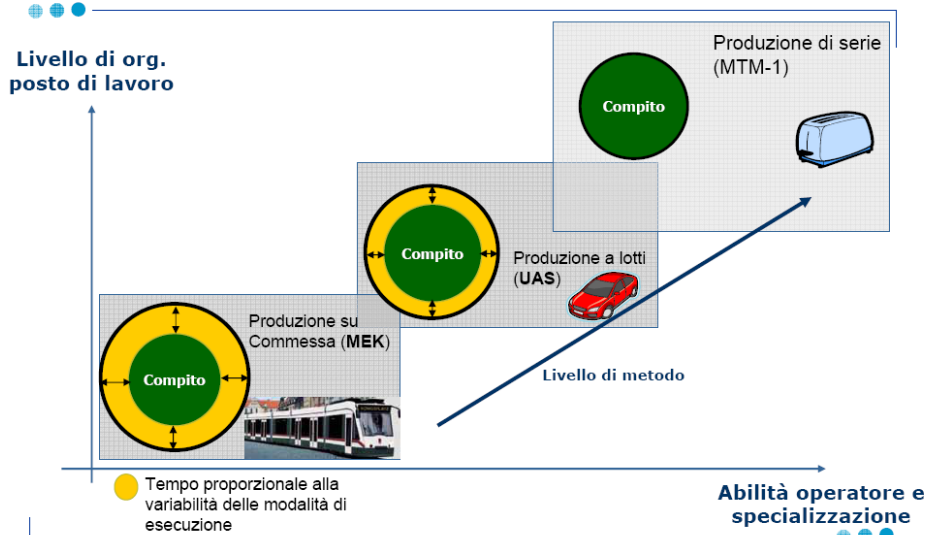 Livello di org.
posto di lavoro
Produzione di serie
(MTM-1)
Compito
Compito
Produzione a lotti
(UAS)
Produzione su
Commessa (MEK)
Compito
Livello di metodo
Tempo proporzionale alla
variabilità delle modalità di
esecuzione
Abilità operatore e
specializzazione